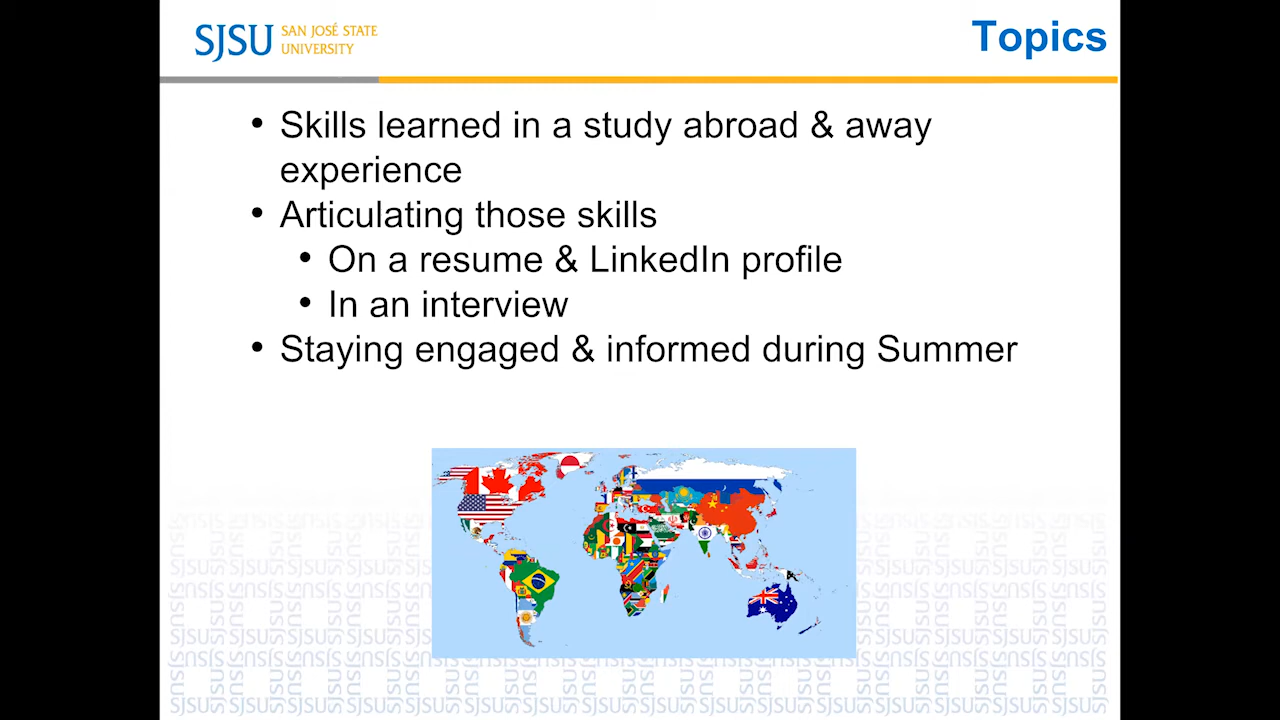 SJSU SAN JOSÉ STATE
UNIVERSITY
Topics
• Skills learned in a study abroad & away
experience
• Articulating those skills
• On a resume & LinkedIn profile
• In an interview
• Staying engaged & informed during Summer